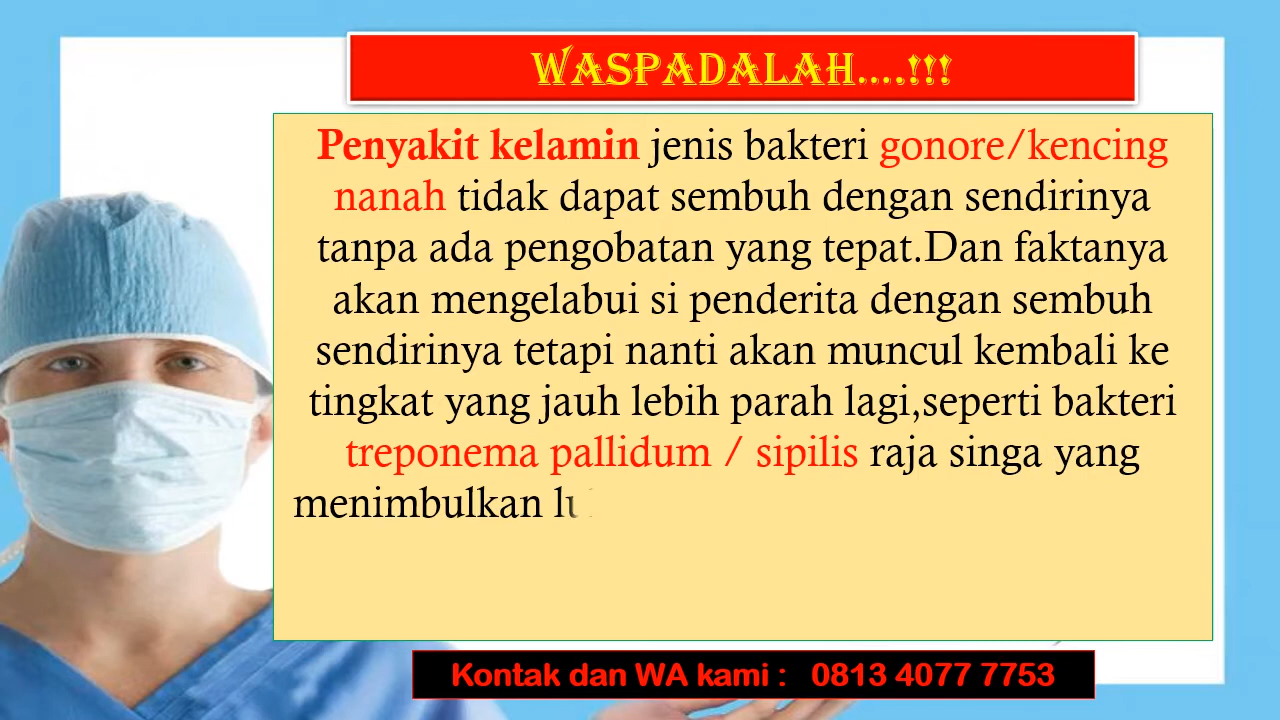 WASPADALAH....!!!
Penyakit kelamin jenis bakteri gonore/kencing
nanah tidak dapat sembuh dengan sendirinya
tanpa ada pengobatan yang tepat.Dan faktanya
akan mengelabui si penderita dengan sembuh
sendirinya tetapi nanti akan muncul kembali ke
tingkat yang jauh lebih parah lagi,seperti bakteri
treponema pallidum / sipilis raja singa yang
menimbulkan
Kontak dan WA kami : 0813 4077 7753